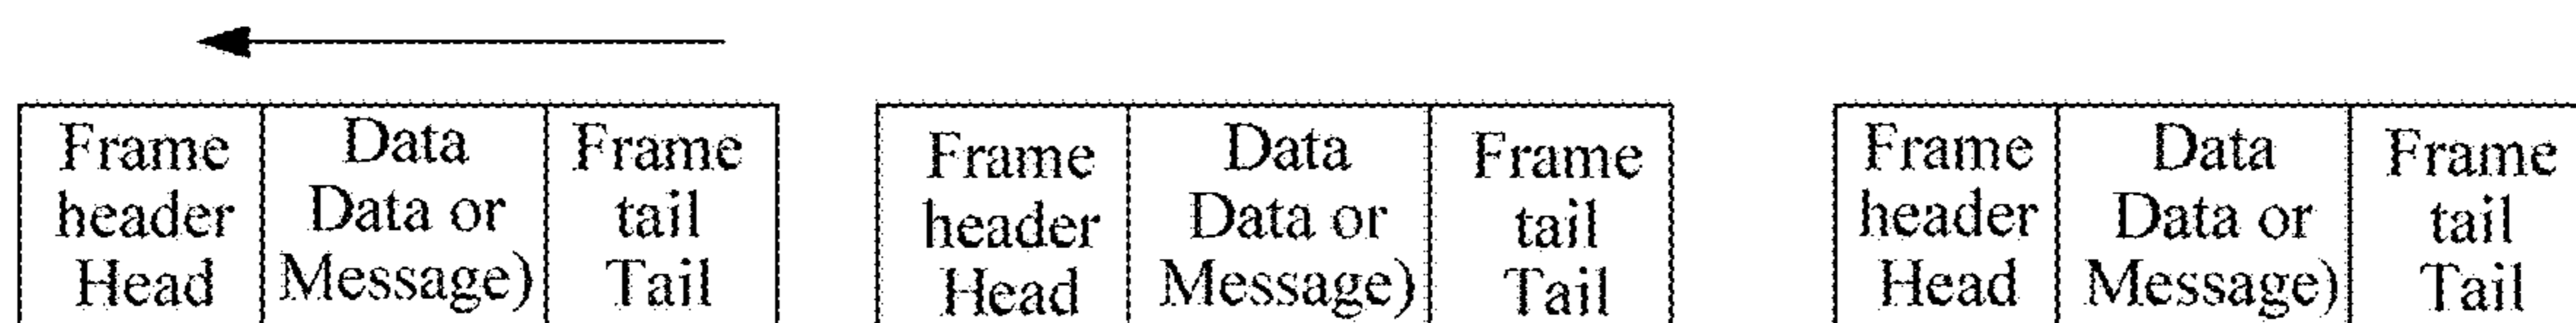 Frame
header
Head
Data
Data or
Message)
Frame
tail
Tail
Frame
header
Head
Data
Data or
Message)
Frame
tail
Tail
Frame
header
Head
Data
Data or
Message)
Frame
tail
Tail